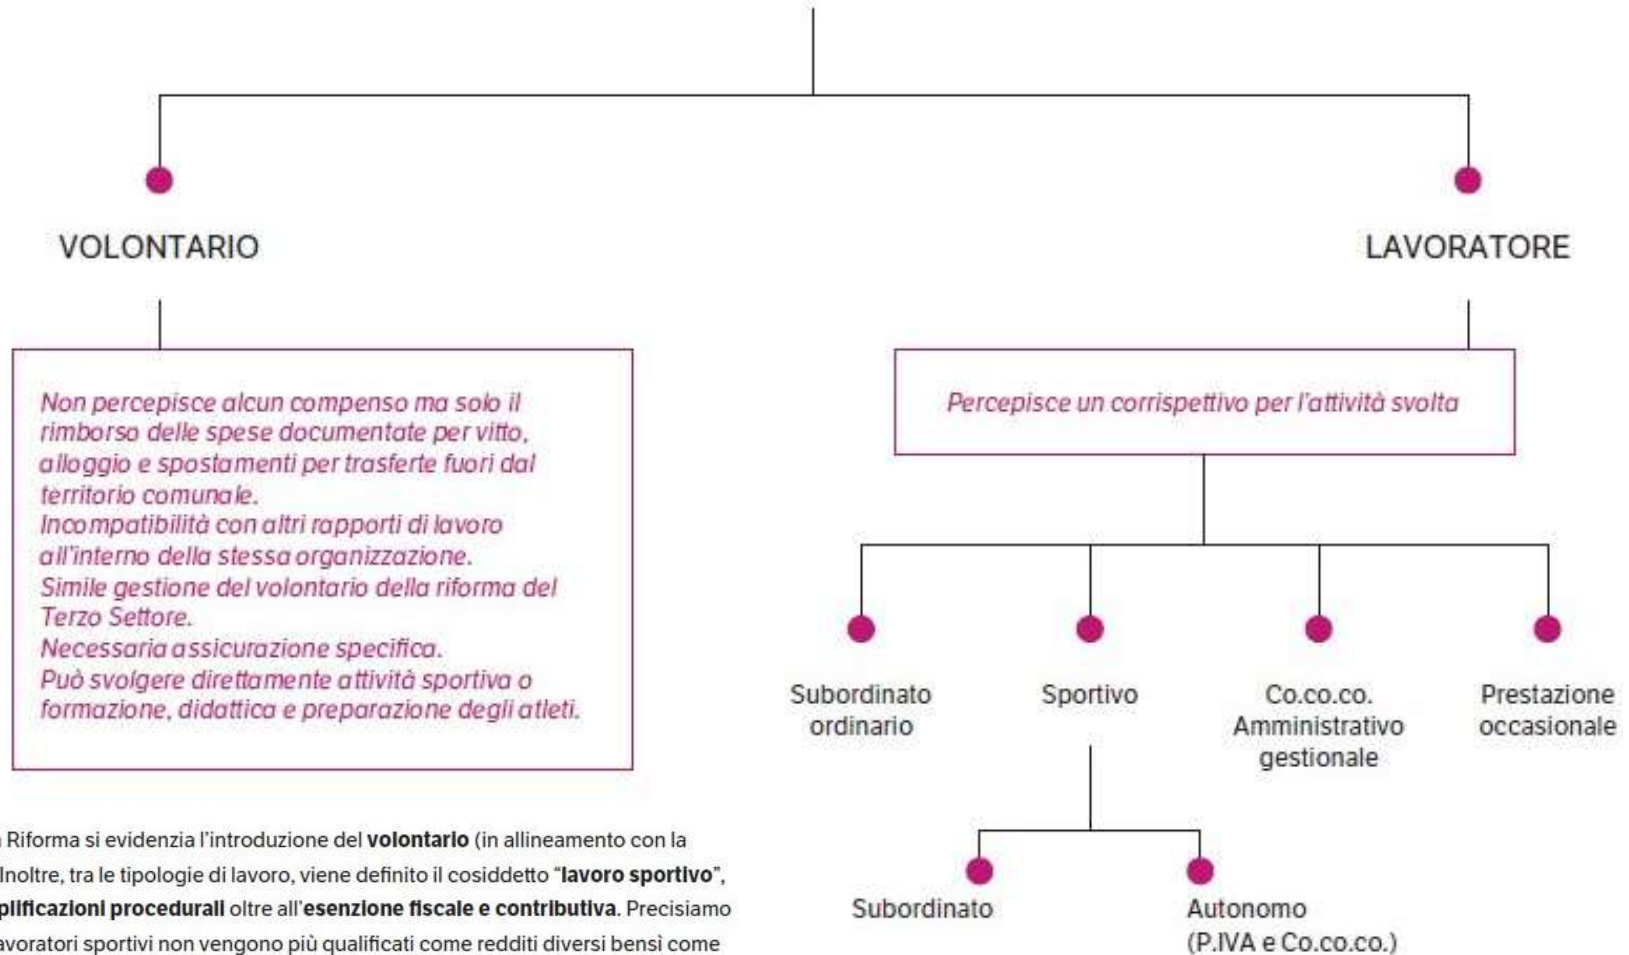 VOLONTARIO
LAVORATORE
Non percepisce alcun compenso ma solo il
rimborso delle spese documentate per vitto,
alloggio e spostamenti per trasferte fuori dal
territorio comunale.
Incompatibilità con altri rapporti di lavoro
all'interno della stessa organizzazione.
Simile gestione del volontario della riforma del
Terzo Settore.
Necessaria assicurazione specifica.
Può svolgere direttamente attività sportiva o
formazione, didattica e preparazione degli atleti.
Percepisce un corrispettivo per l'attività svolta
Subordinato
ordinario
Sportivo
Co.co.co.
Amministrativo
gestionale
Prestazione
occasionale
Subordinato
Autonomo
(P.IVA e Co.co.co.)
Riforma si evidenzia l'introduzione del volontario (in allineamento con la
Inoltre, tra le tipologie di lavoro, viene definito il cosiddetto "lavoro sportivo",
plificazioni procedurali oltre all'esenzione fiscale e contributiva. Precisiamo
avoratori sportivi non vengono più qualificati come redditi diversi bensì come